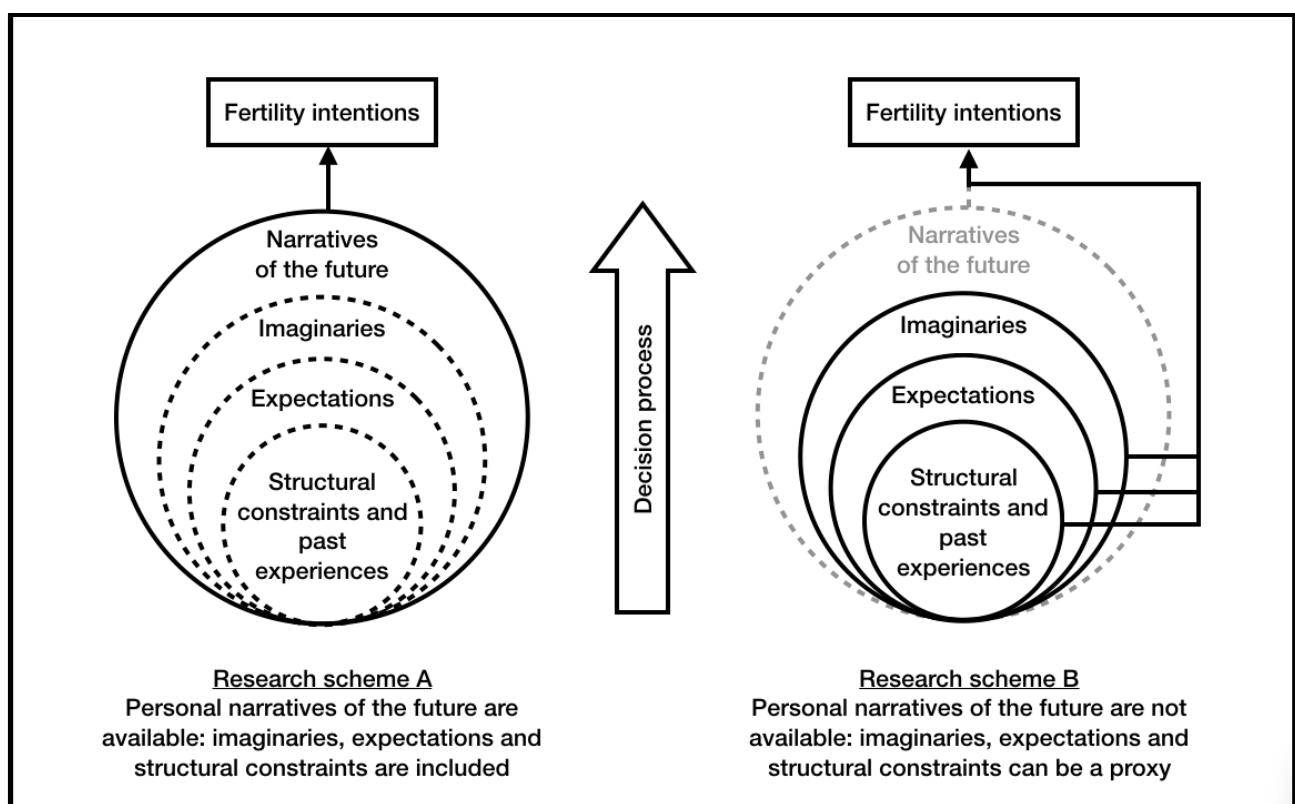 Fertility intentions
Narratives
of the future
Imaginaries
Expectations
Structural
constraints and
past
experiences
Research scheme A
Personal narratives of the future are
available: imaginaries, expectations and
structural constraints are included
Decision process
Fertility intentions
Narratives
of the future
Imaginaries
Expectations
Structural
constraints and
past
experiences
Research scheme B
Personal narratives of the future are not
available: imaginaries, expectations and
structural constraints can be a proxy